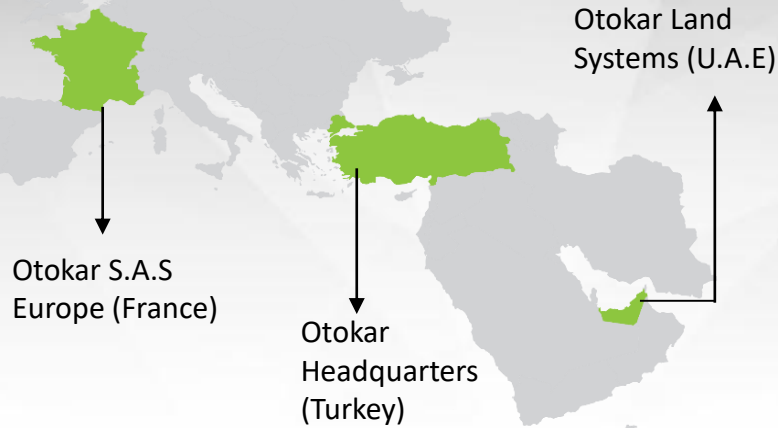 Otokar Land
Systems (U.A.E)
Otokar S.A.S
Europe (France)
Otokar
Headquarters
(Turkey)